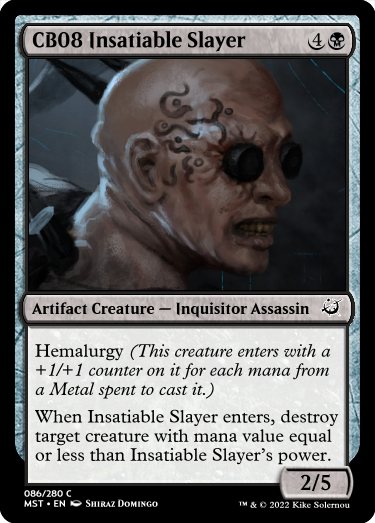 CB08 Insatiable Slayer 4
Artifact Creature — Inquisitor Assassin
Hemalurgy (This creature enters with a
+1/+1 counter on it for each mana from
a Metal spent to cast it.)
When Insatiable Slayer enters, destroy
target creature with mana value equal
or less than Insatiable Slayer's power.
2/5
086/280 C
MST • EN Shiraz Domingo
™ & © 2022 Kike Solernou